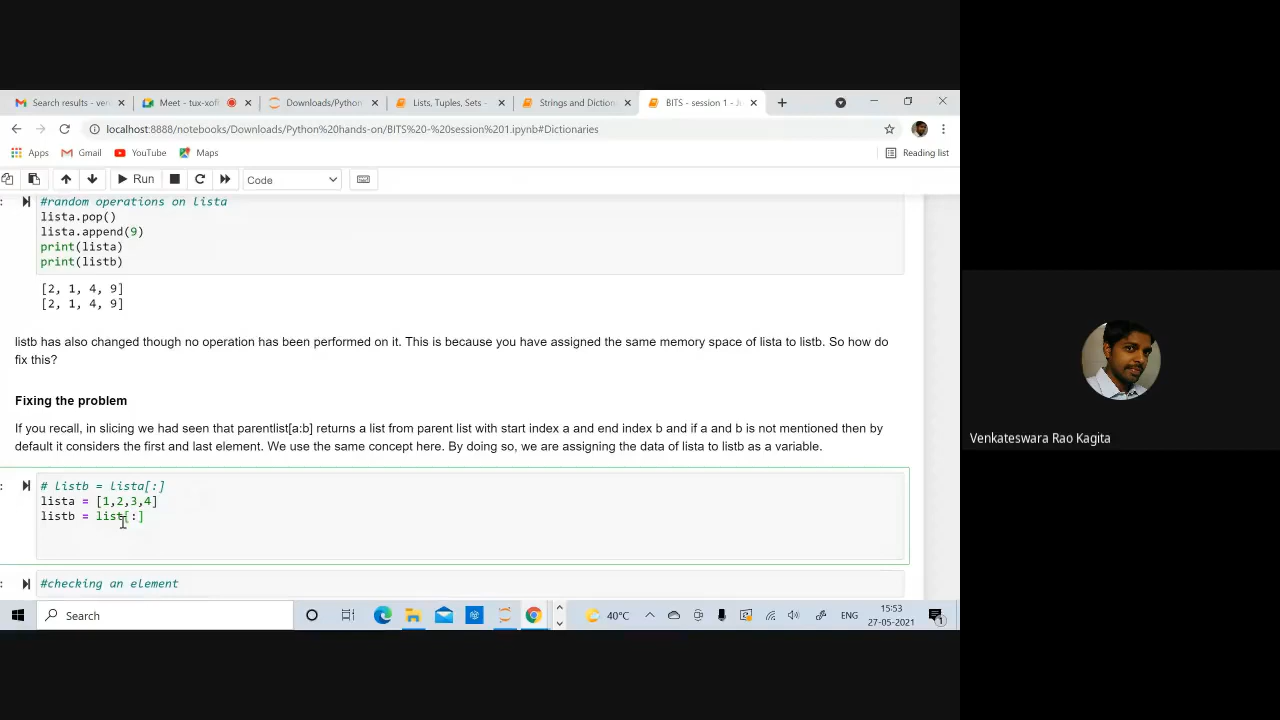 Search results - ven
Meet - tux-xoft
Downloads/Python
Lists, Tuples, Sets -
Strings and Diction
BITS - session 1 - Ju
localhost:8888/notebooks/Downloads/Python%20hands-on/BITS%20-%20session%201.ipynb#Dictionaries
Apps Gmail YouTube Maps Reading list
Run Code
#random operations on lista
lista.pop()
lista.append(9)
print(lista)
print(listb)
[2, 1, 4, 9]
[2, 1, 4, 9]
listb has also changed though no operation has been performed on it. This is because you have assigned the same memory space of lista to listb. So how do
fix this?
Fixing the problem
If you recall, in slicing we had seen that parentlist[a:b] returns a list from parent list with start index a and end index b and if a and b is not mentioned then by
default it considers the first and last element. We use the same concept here. By doing so, we are assigning the data of lista to listb as a variable.
# listb = lista[:]
lista = [1,2,3,4]
listb = list[:]
#checking an element
Search
40°C
ENG
15:53
27-05-2021
Venkateswara Rao Kagita